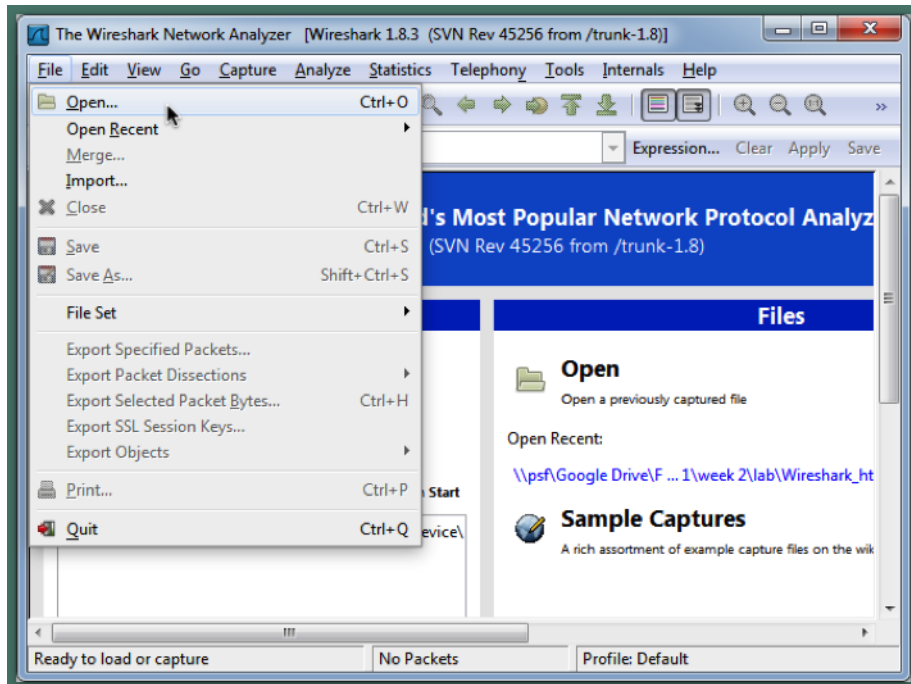 The Wireshark Network Analyzer [Wireshark 1.8.3 (SVN Rev 45256 from /trunk-1.8)]
File Edit View Go Capture Analyze Statistics Telephony Tools Internals Help
Open... Ctrl+O
Open Recent
Merge...
Import...
Close Ctrl+W
Save Ctrl+S
Save As... Shift+Ctrl+S
File Set
Export Specified Packets...
Export Packet Dissections
Export Selected Packet Bytes... Ctrl+H
Export SSL Session Keys...
Export Objects
Print... Ctrl+P
Quit Ctrl+Q
»
Expression... Clear Apply Save
d's Most Popular Network Protocol Analyz
(SVN Rev 45256 from /trunk-1.8)
Files
Open
Open a previously captured file
Open Recent:
\\psf\Google Drive\F ... 1\week 2\lab\Wireshark_ht
Start
Sample Captures
evice\
A rich assortment of example capture files on the wik
Ready to load or capture No Packets Profile: Default